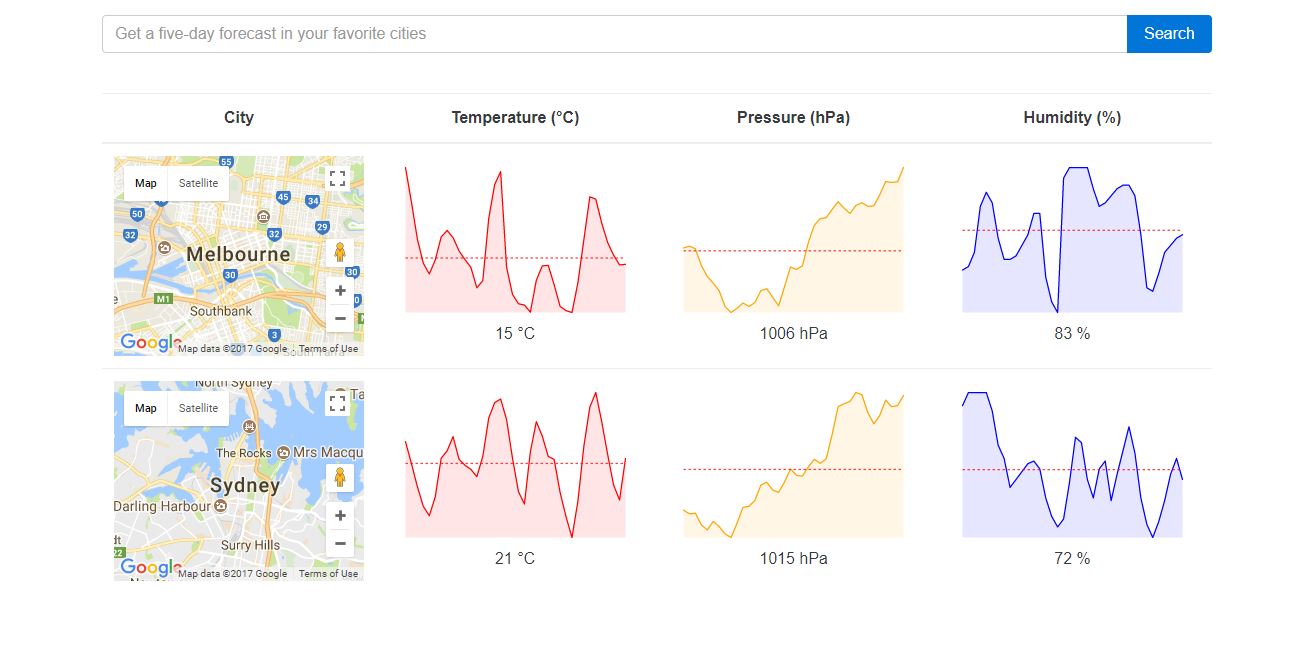 Get a five-day forecast in your favorite cities
Search
City
Temperature (°C)
Pressure (hPa)
Humidity (%)
Map
Satellite
55
45
34
50
32
32
29
Melbourne
30
30
M1
Southbank
3
Google
Map data ©2017 Google
Terms of Use
15 °C
1006 hPa
83 %
North Sydney
Map
Satellite
The Rocks
Mrs Macqu
Sydney
Darling Harbour
Surry Hills
22
Google
Map data ©2017 Google
Terms of Use
21 °C
1015 hPa
72 %